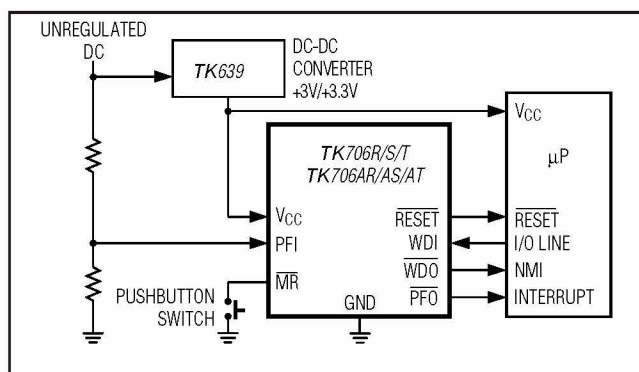 UNREGULATED
DC
TK639
DC-DC
CONVERTER
+3V/+3.3V
VCC
μP
TK706R/S/T
TK706AR/AS/AT
VCC
RESET
RESET
PFI
WDI
I/O LINE
MR
WDO
NMI
PUSHBUTTON
SWITCH
GND
PFO
INTERRUPT